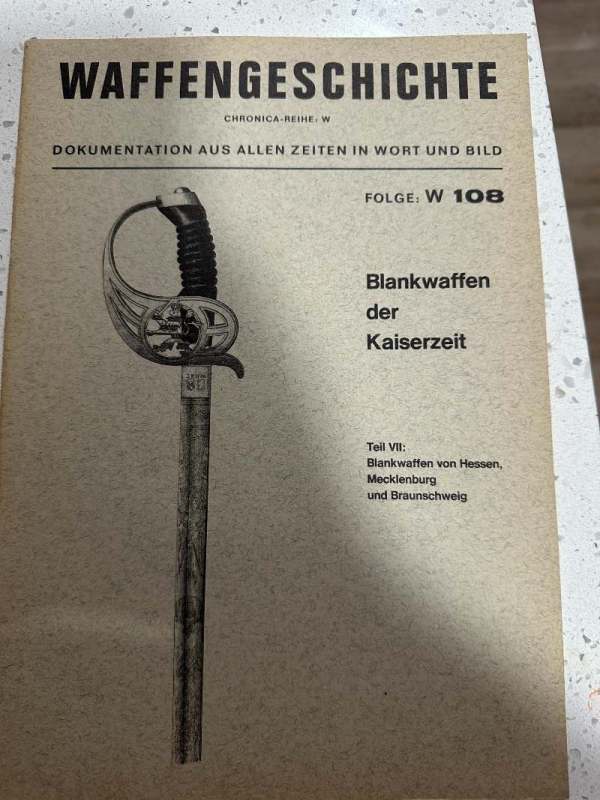 WAFFENGESCHICHTE
CHRONICA-REIHE: W
DOKUMENTATION AUS ALLEN ZEITEN IN WORT UND BILD
FOLGE: W 108
Blankwaffen
der
Kaiserzeit
Teil VII:
Blankwaffen von Hessen,
Mecklenburg
und Braunschweig